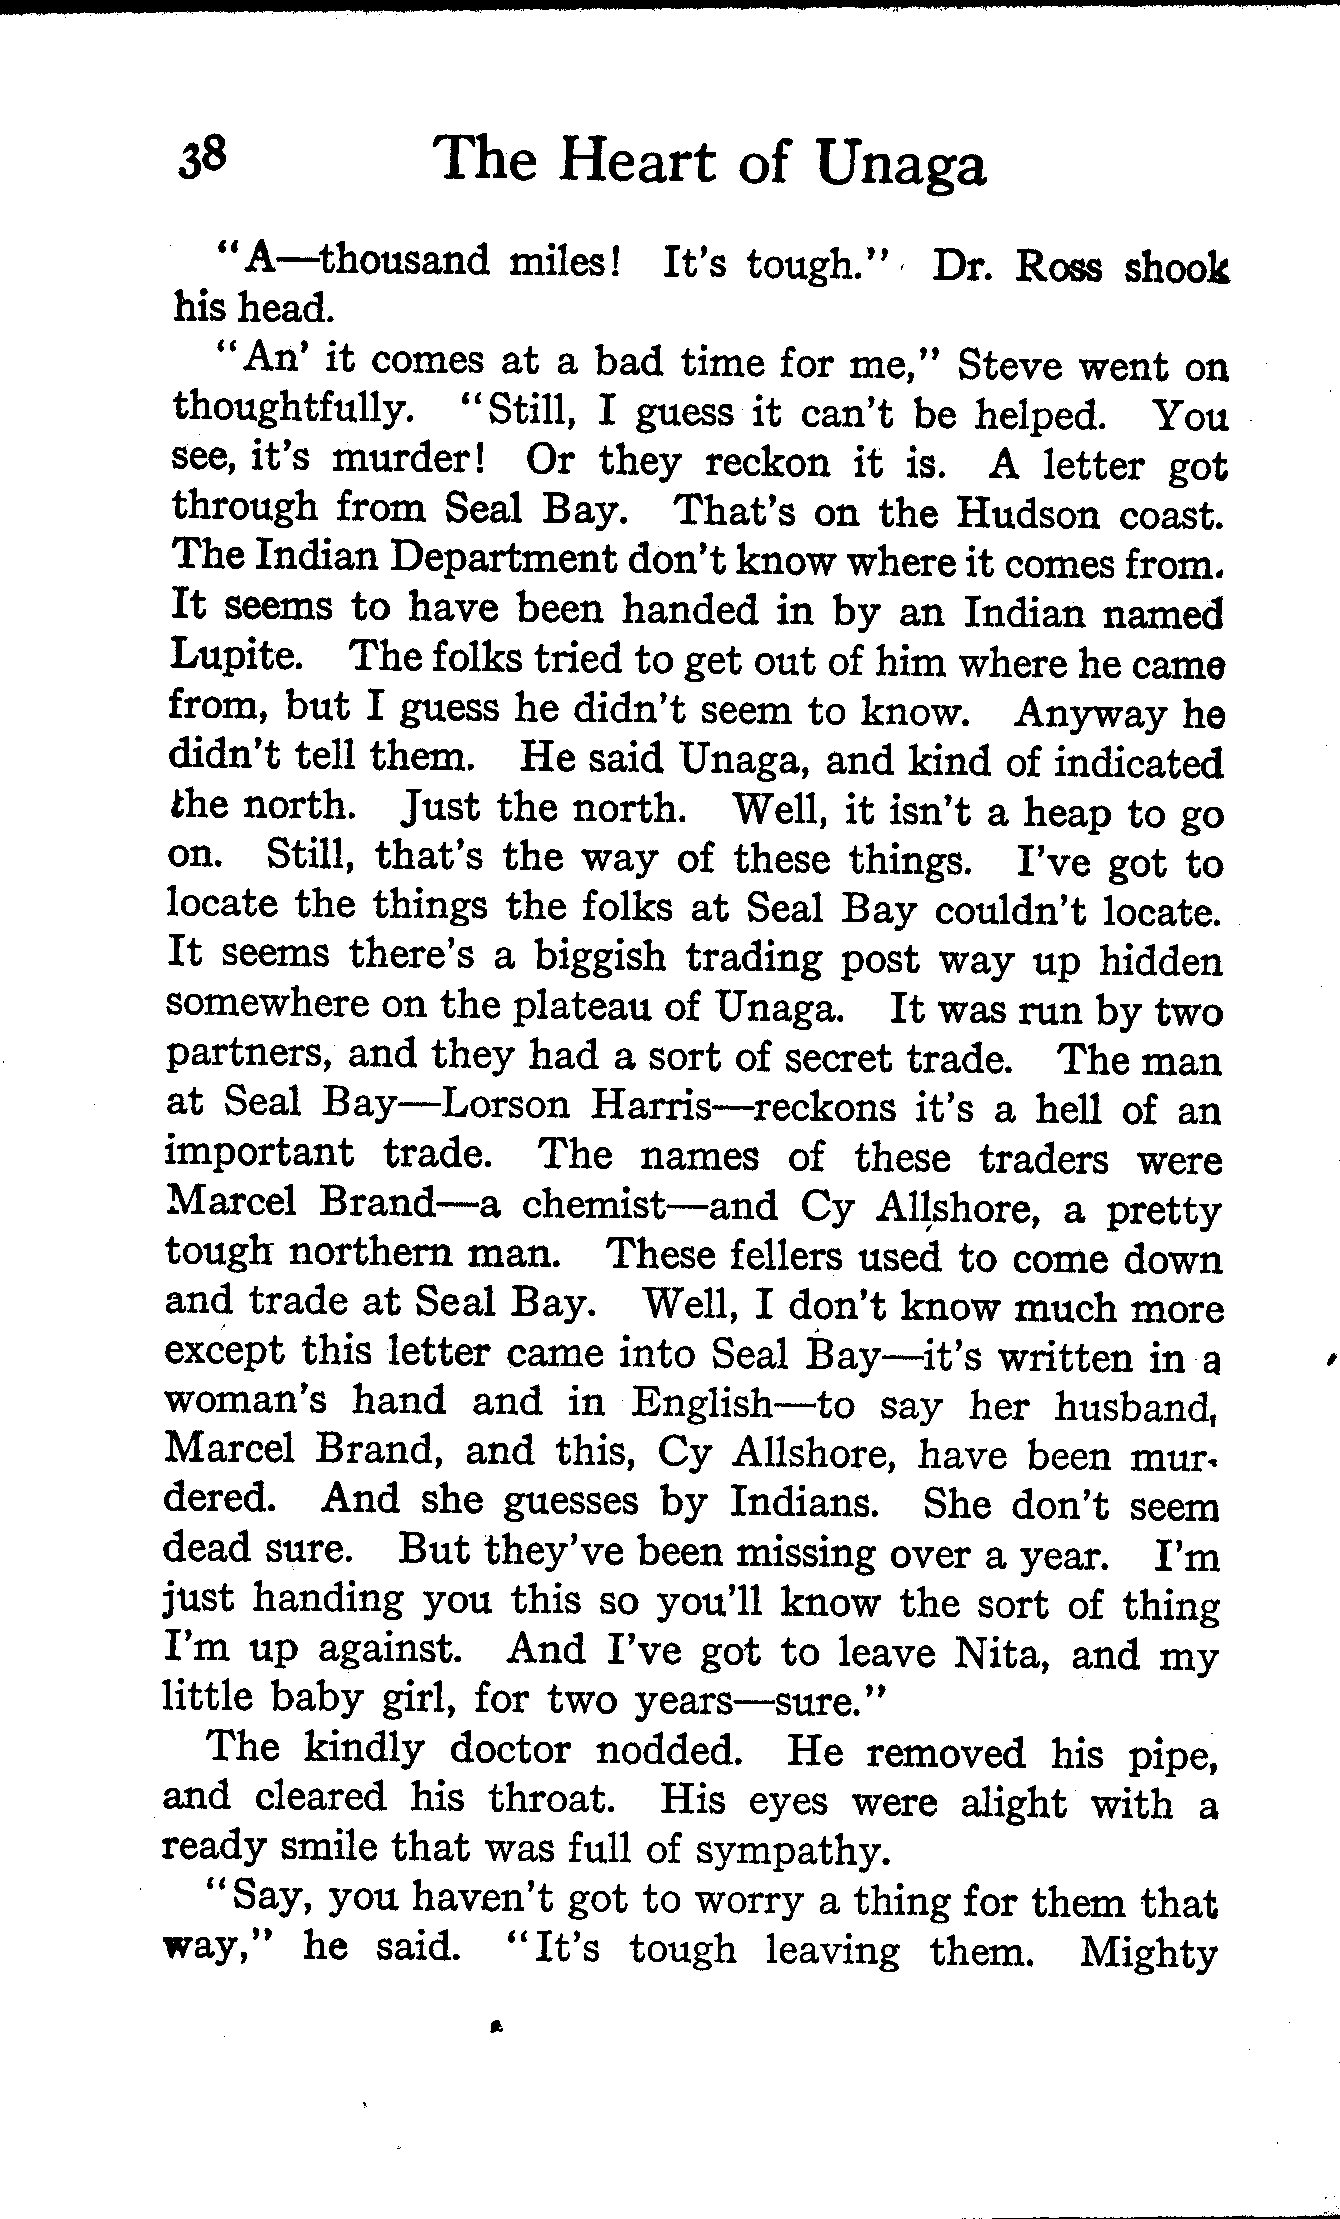 38 The Heart of Unaga
"A—thousand miles! It's tough." Dr. Ross shook
his head.
"An' it comes at a bad time for me," Steve went on
thoughtfully. "Still, I guess it can't be helped. You
see, it's murder! Or they reckon it is. A letter got
through from Seal Bay. That's on the Hudson coast.
The Indian Department don't know where it comes from.
It seems to have been handed in by an Indian named
Lupite. The folks tried to get out of him where he came
from, but I guess he didn't seem to know. Anyway he
didn't tell them. He said Unaga, and kind of indicated
the north. Just the north. Well, it isn't a heap to go
on. Still, that's the way of these things. I've got to
locate the things the folks at Seal Bay couldn't locate.
It seems there's a biggish trading post way up hidden
somewhere on the plateau of Unaga. It was run by two
partners, and they had a sort of secret trade. The man
at Seal Bay—Lorson Harris—reckons it's a hell of an
important trade. The names of these traders were
Marcel Brand—a chemist—and Cy Allshore, a pretty
tough northern man. These fellers used to come down
and trade at Seal Bay. Well, I don't know much more
except this letter came into Seal Bay—it's written in a
woman's hand and in English—to say her husband,
Marcel Brand, and this, Cy Allshore, have been mur-
dered. And she guesses by Indians. She don't seem
dead sure. But they've been missing over a year. I'm
just handing you this so you'll know the sort of thing
I'm up against. And I've got to leave Nita, and my
little baby girl, for two years—sure."
The kindly doctor nodded. He removed his pipe,
and cleared his throat. His eyes were alight with a
ready smile that was full of sympathy.
"Say, you haven't got to worry a thing for them that
way," he said. "It's tough leaving them. Mighty